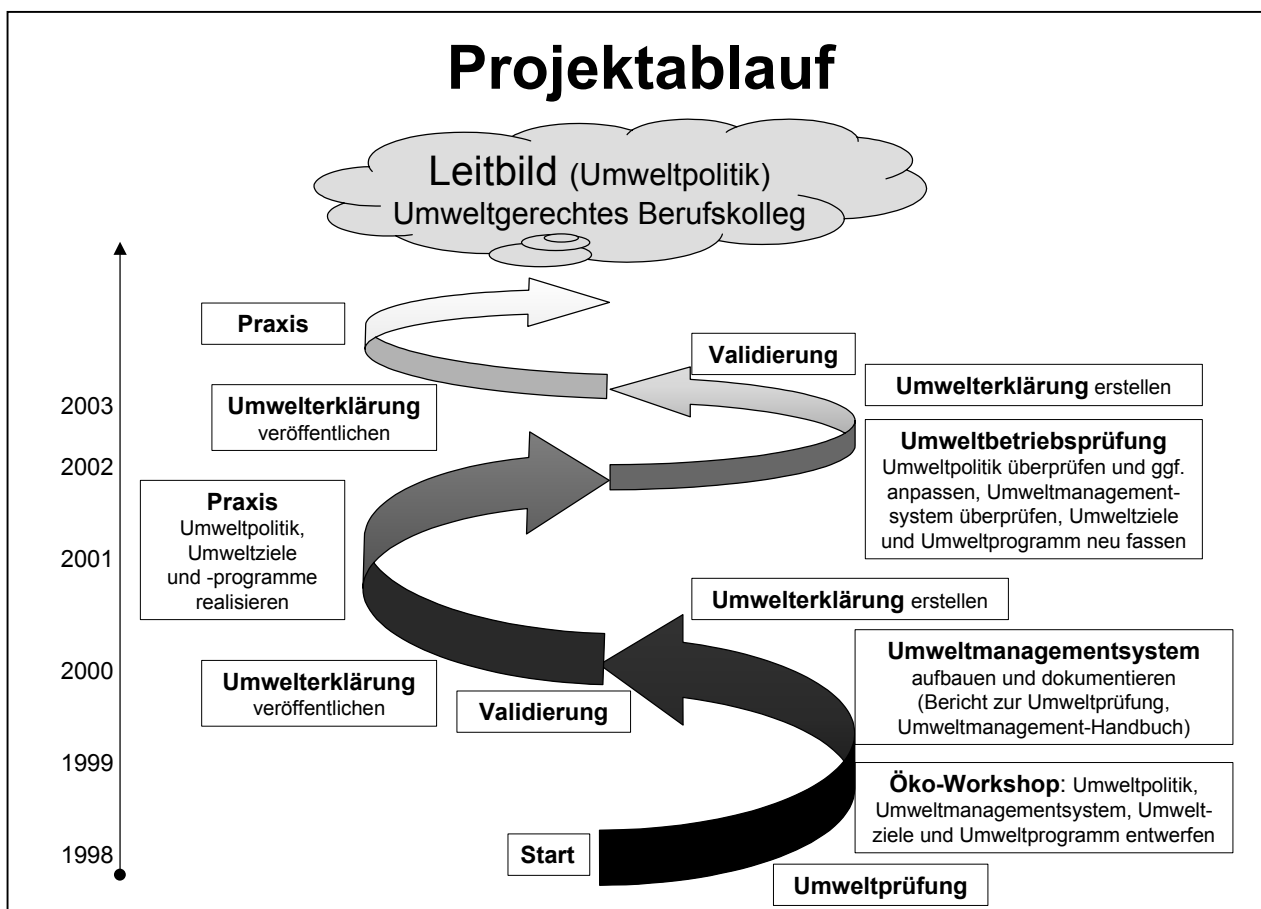 Projektablauf
Leitbild (Umweltpolitik)
Umweltgerechtes Berufskolleg
Praxis
Validierung
Umwelterklärung erstellen
Umwelterklärung
veröffentlichen
2003
Umweltbetriebsprüfung
Umweltpolitik überprüfen und ggf.
anpassen, Umweltmanagement-
system überprüfen, Umweltziele
und Umweltprogramm neu fassen
2002
Praxis
Umweltpolitik,
Umweltziele
und -programme
realisieren
2001
Umwelterklärung erstellen
Umweltmanagementsystem
aufbauen und dokumentieren
(Bericht zur Umweltprüfung,
Umweltmanagement-Handbuch)
2000
Umwelterklärung
veröffentlichen
Validierung
1999
Öko-Workshop: Umweltpolitik,
Umweltmanagementsystem, Umwelt-
ziele und Umweltprogramm entwerfen
1998
Start
Umweltprüfung